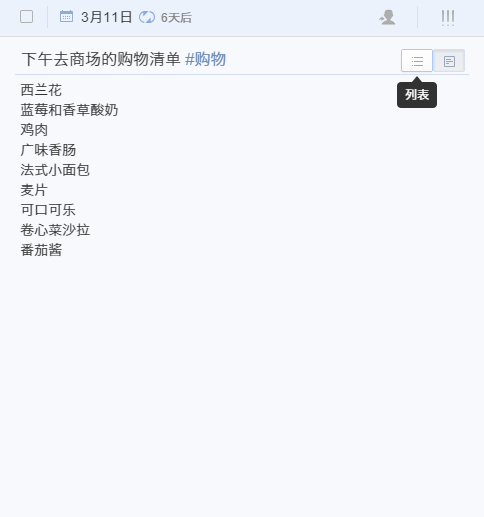 3月11日 6天后
下午去商场的购物清单 #购物
列表
西兰花
蓝莓和香草酸奶
鸡肉
广味香肠
法式小面包
麦片
可口可乐
卷心菜沙拉
番茄酱